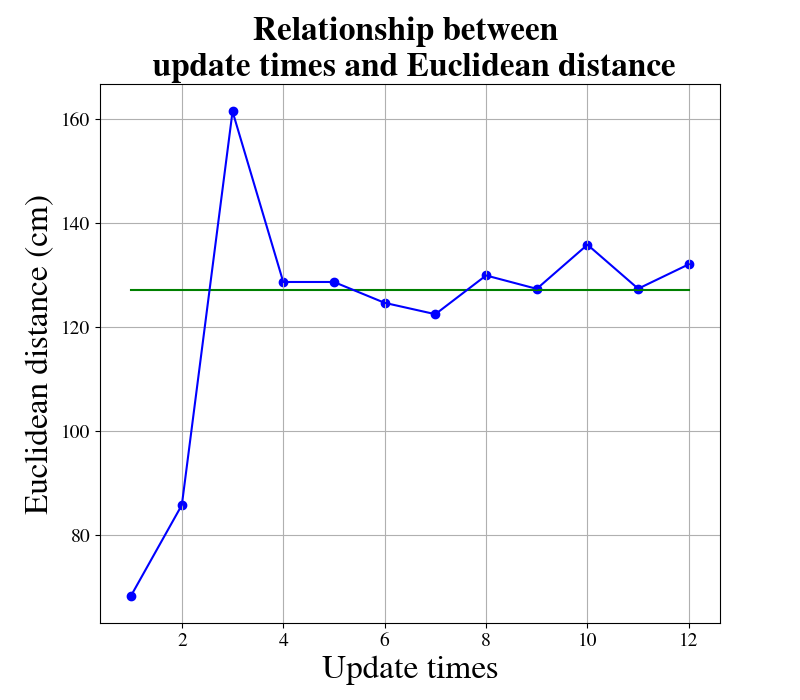 Relationship between
update times and Euclidean distance
Euclidean distance (cm)
160
140
120
100
80
2 4 6 8 10 12
Update times